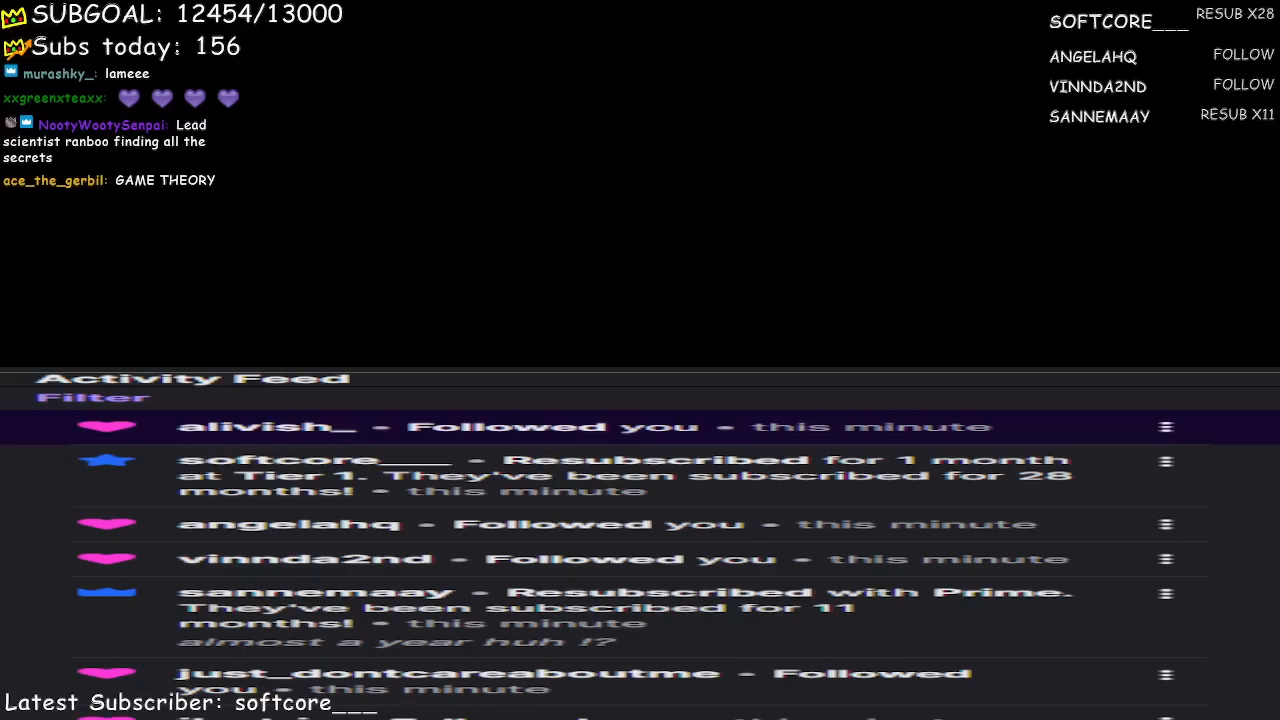 SUBGOAL: 12454/13000
Subs today: 156
murashky_: lameee
xxgreenxteaxx:
NootyWootySenpai: Lead
scientist ranboo finding all the
secrets
ace_the_gerbil: GAME THEORY
SOFTCORE___ RESUB X28
ANGELAHQ FOLLOW
VINNDA2ND FOLLOW
SANNEMAAY RESUB X11
Activity Feed
Filter
alivish_ • Followed you • this minute
softcore___ • Resubscribed for 1 month
at Tier 1. They've been subscribed for 28
months! • this minute
angelahq • Followed you • this minute
vinnda2nd • Followed you • this minute
sannemaay • Resubscribed with Prime.
They've been subscribed for 11
months! • this minute
almost a year huh !?
just_dontcareaboutme • Followed
you • this minute
Latest Subscriber: softcore___